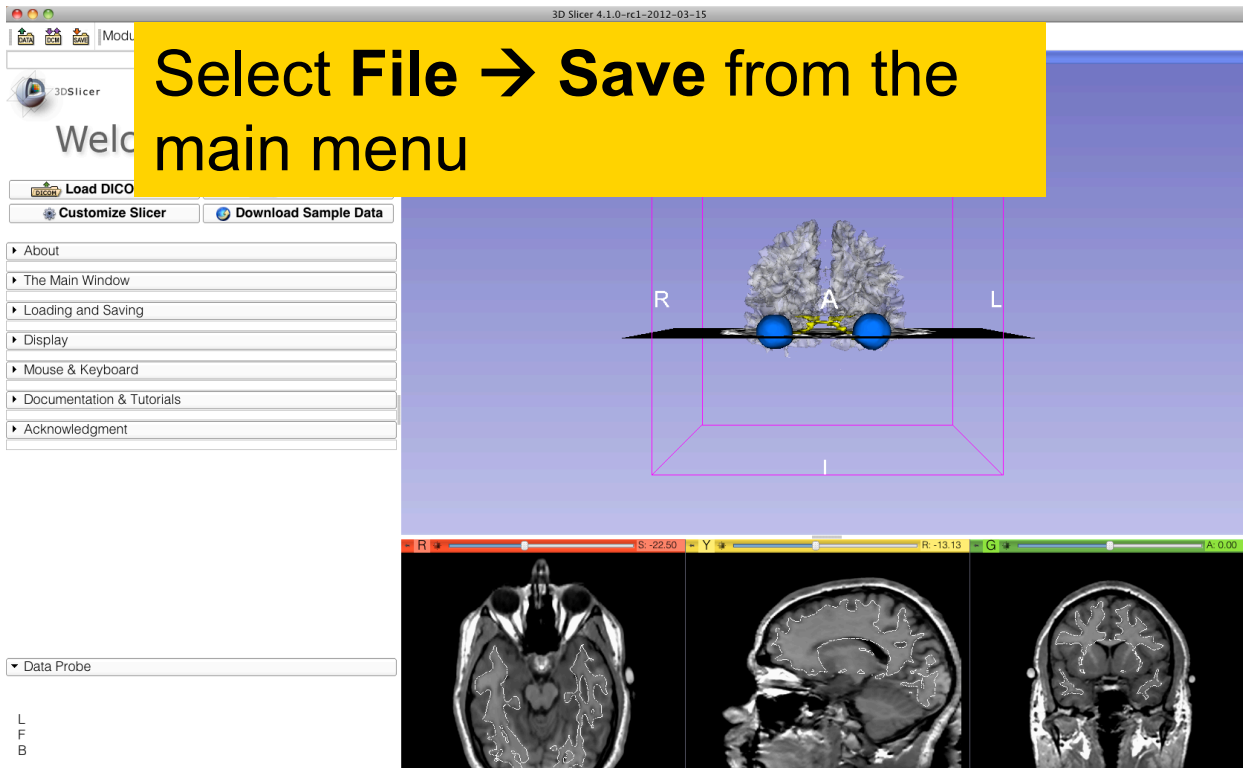 3D Slicer 4.1.0-rc1-2012-03-15
DATA DCM SAVE Modu
Select File → Save from the
main menu
3DSlicer
Welc
DICOM Load DICO
Customize Slicer Download Sample Data
About
The Main Window
Loading and Saving
Display
Mouse & Keyboard
Documentation & Tutorials
Acknowledgment
R A L
I
R S: -22.50 Y R: -13.13 G A: 0.00
Data Probe
L
F
B